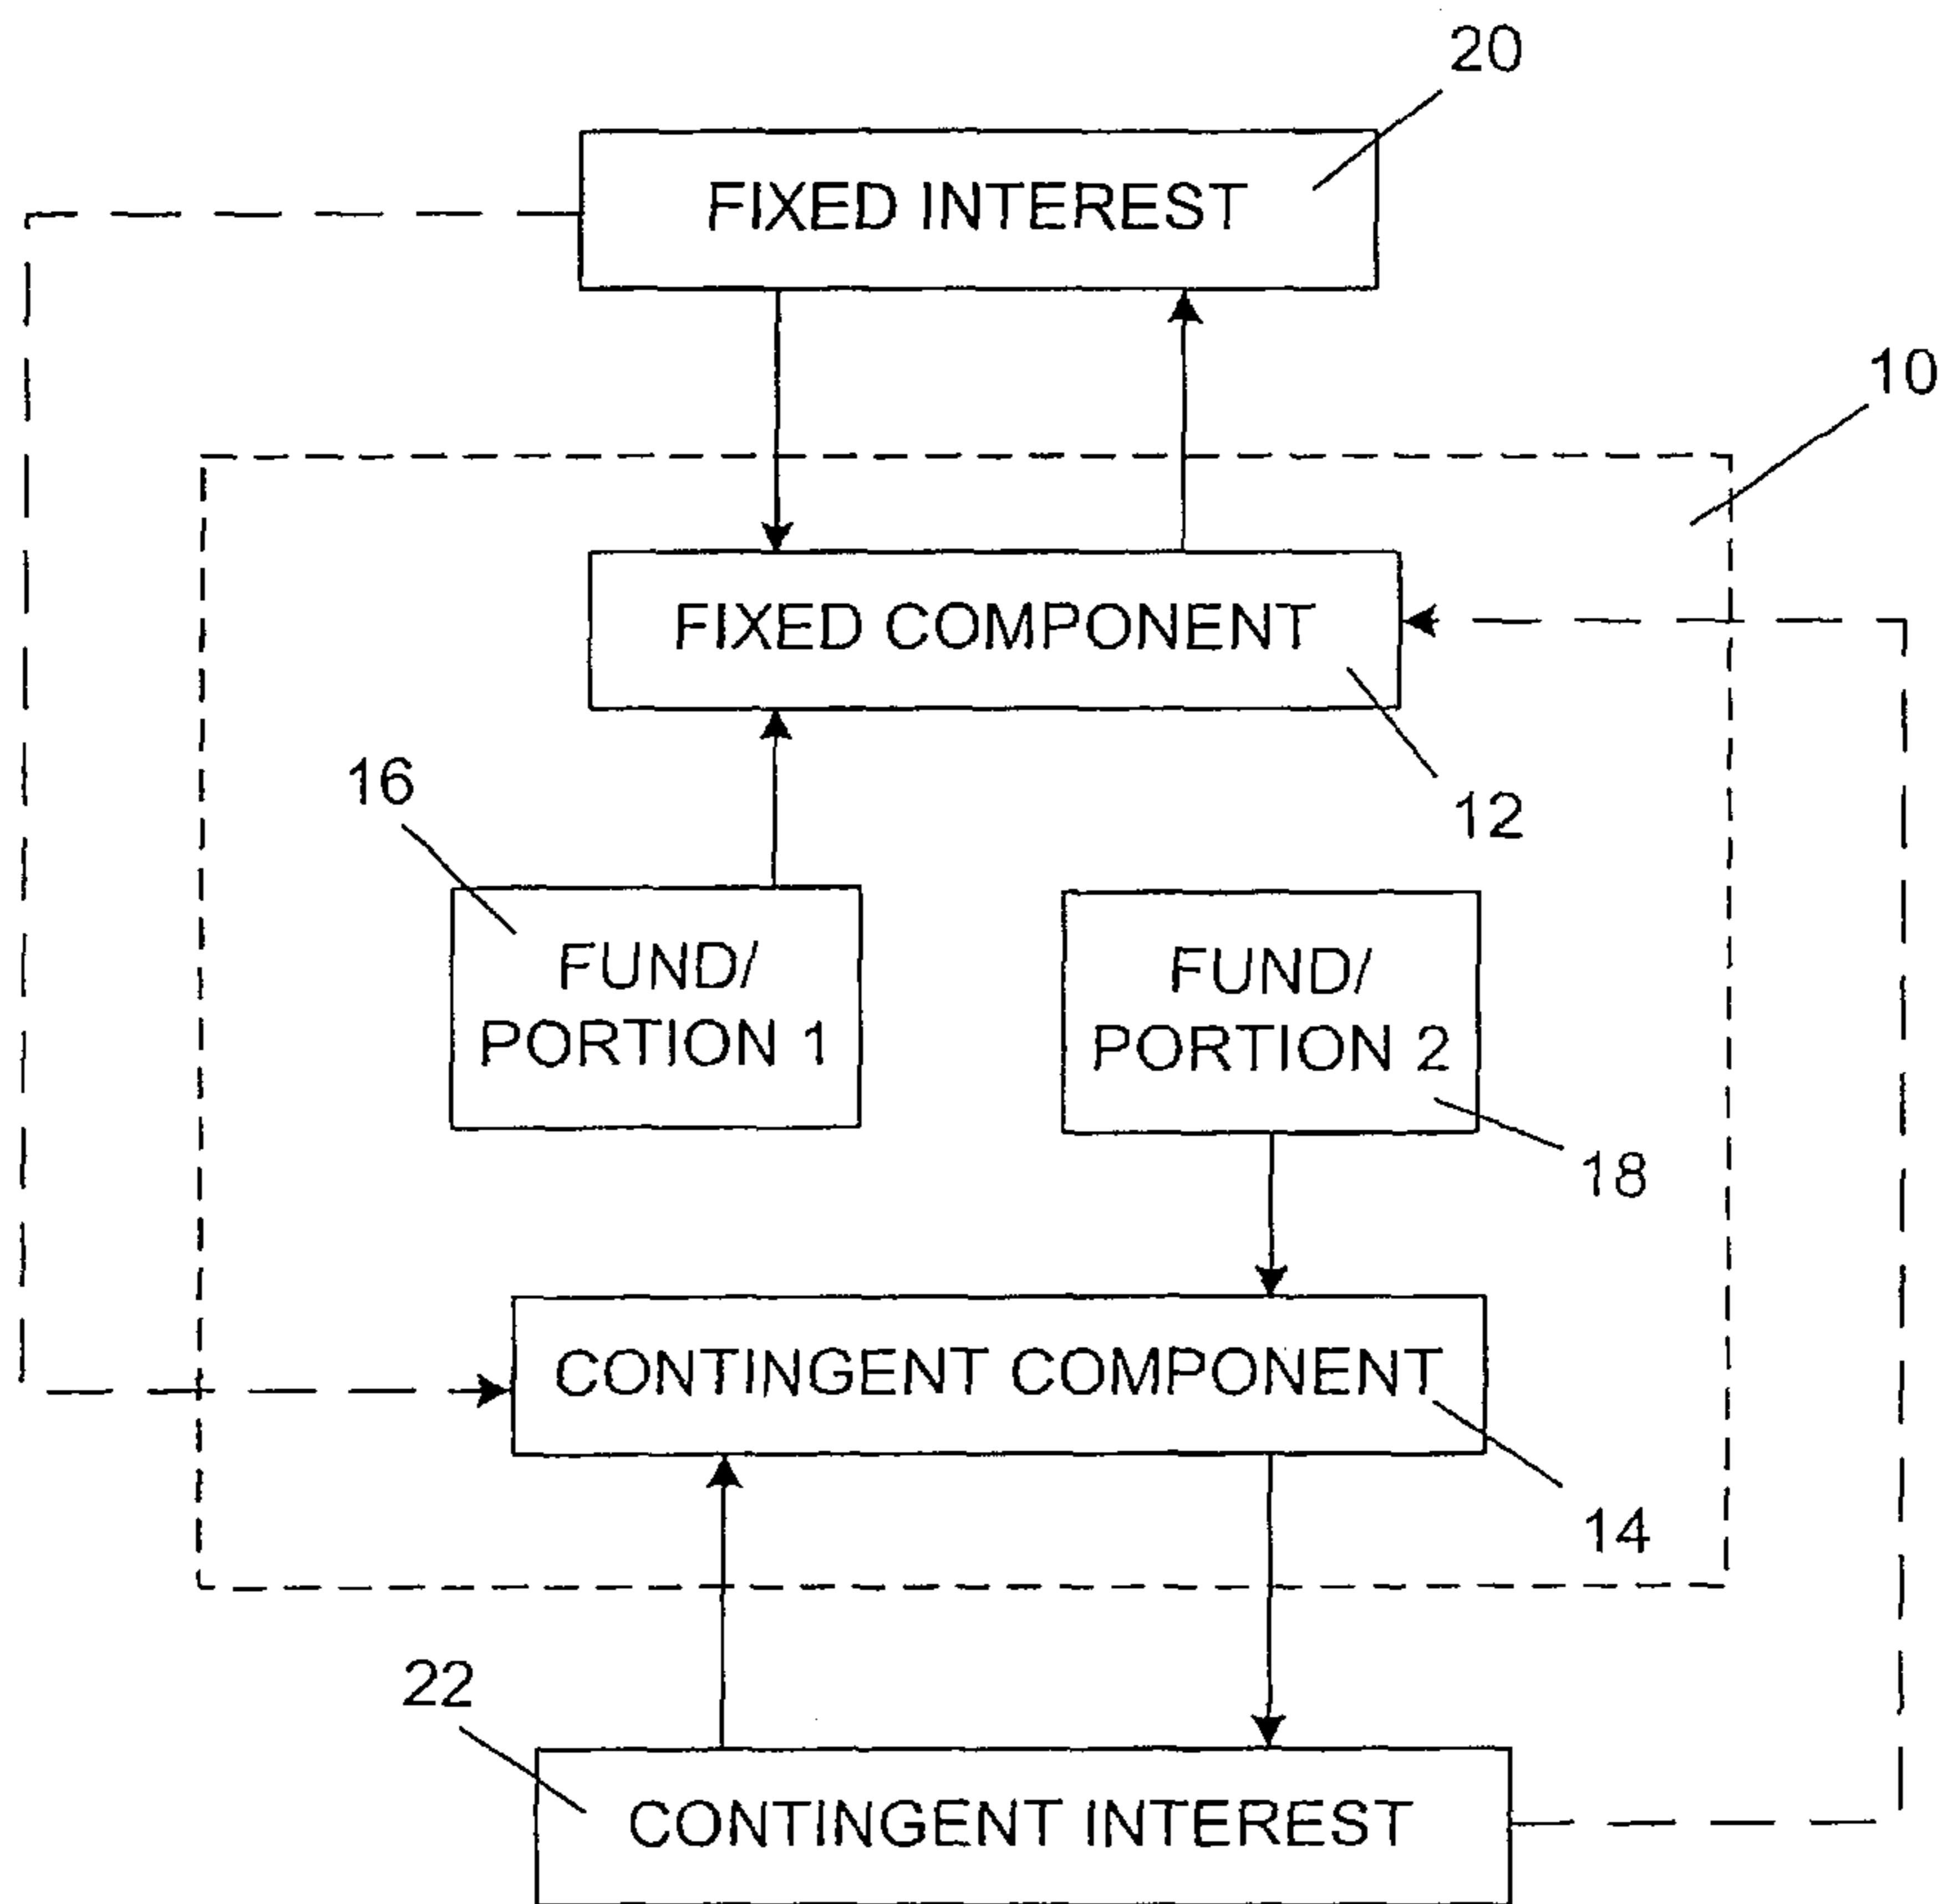 20
FIXED INTEREST
10
FIXED COMPONENT
16
12
FUND/
PORTION 1
FUND/
PORTION 2
18
CONTINGENT COMPONENT
14
22
CONTINGENT INTEREST